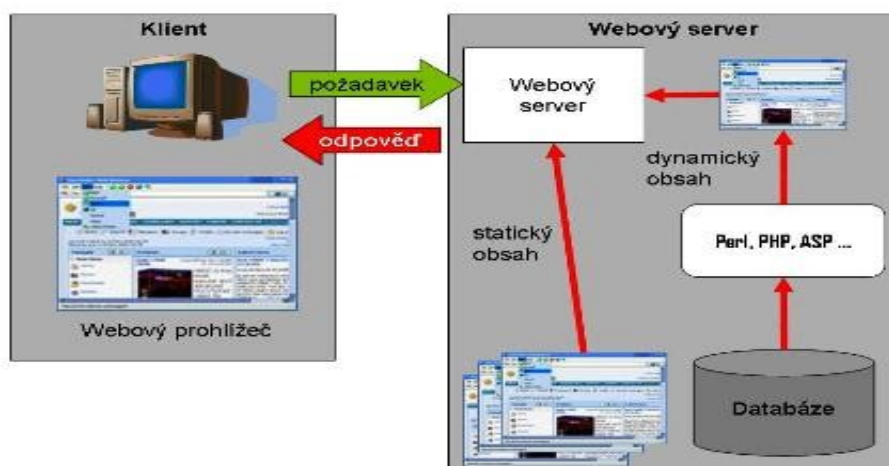 Klient
požadavek
odpověď
Webový prohlížeč
Webový server
Webový
server
dynamický
obsah
statický
obsah
Perl, PHP, ASP ...
Databáze